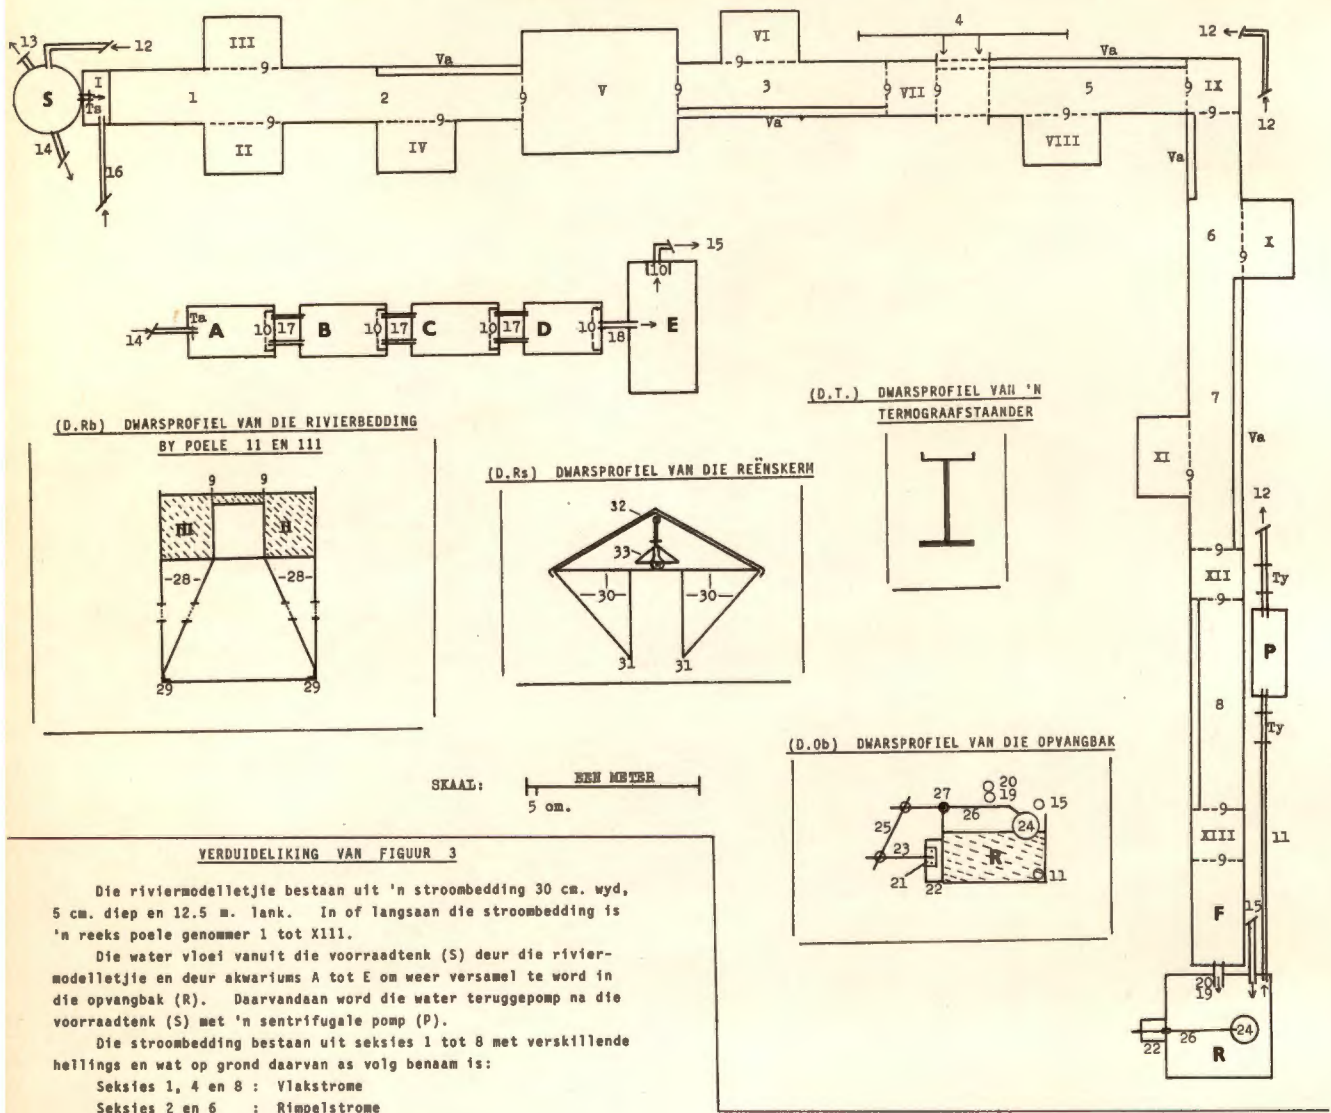 13
12
III
9
Va
VI
4
Va
12
S
I
Ts
1
2
9
V
9
3
9
VII
9
5
9
IX
9
12
14
16
9
II
9
IV
Va
VIII
Va
6
9
X
15
10
14
Ta
A
10
17
B
10
17
C
10
17
D
10
18
E
7
Va
XI
9
12
(D.Rb) DWARSPROFIEL VAN DIE RIVIERBEDDING
BY POELE 11 EN 111
9 9
III II
-28- -28-
29 29
(D.Rs) DWARSPROFIEL VAN DIE REËNSKERM
32
33
-30- -30-
31 31
(D.T.) DWARSPROFIEL VAN 'N
TERMOGRAAFSTAANDER
9
XII
9
Ty
P
8
Ty
(D.Ob) DWARSPROFIEL VAN DIE OPVANGBAK
20
27 19 15
26
25 24
23 R
21 22 11
9
XIII
9
11
F
15
20
19
22 26 24
R
SKAAL: EEN METER
5 cm.
VERDUIDELIKING VAN FIGUUR 3
Die riviermodelletjie bestaan uit 'n stroombedding 30 cm. wyd,
5 cm. diep en 12.5 m. lank. In of langsaan die stroombedding is
'n reeks poele genommer 1 tot X111.
Die water vloei vanuit die voorraadtenk (S) deur die rivier-
modelletjie en deur akwariums A tot E om weer versamel te word in
die opvangbak (R). Daarvandaan word die water teruggepomp na die
voorraadtenk (S) met 'n sentrifugale pomp (P).
Die stroombedding bestaan uit seksies 1 tot 8 met verskillende
hellings en wat op grond daarvan as volg benaam is:
Seksies 1, 4 en 8 : Vlakstrome
Seksies 2 en 6 : Rimpelstrome